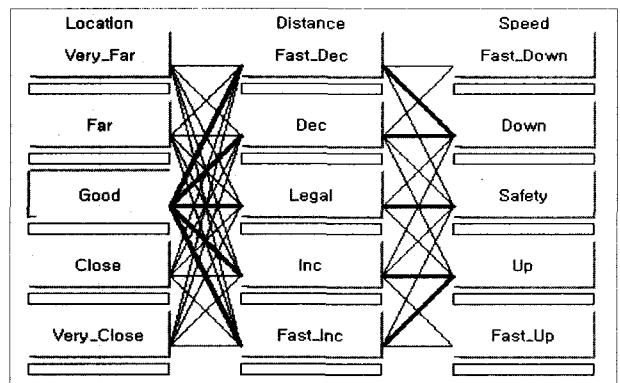 Location Distance Speed
Very_Far Fast_Dec Fast_Down
Far Dec Down
Good Legal Safety
Close Inc Up
Very_Close Fast_Inc Fast_Up